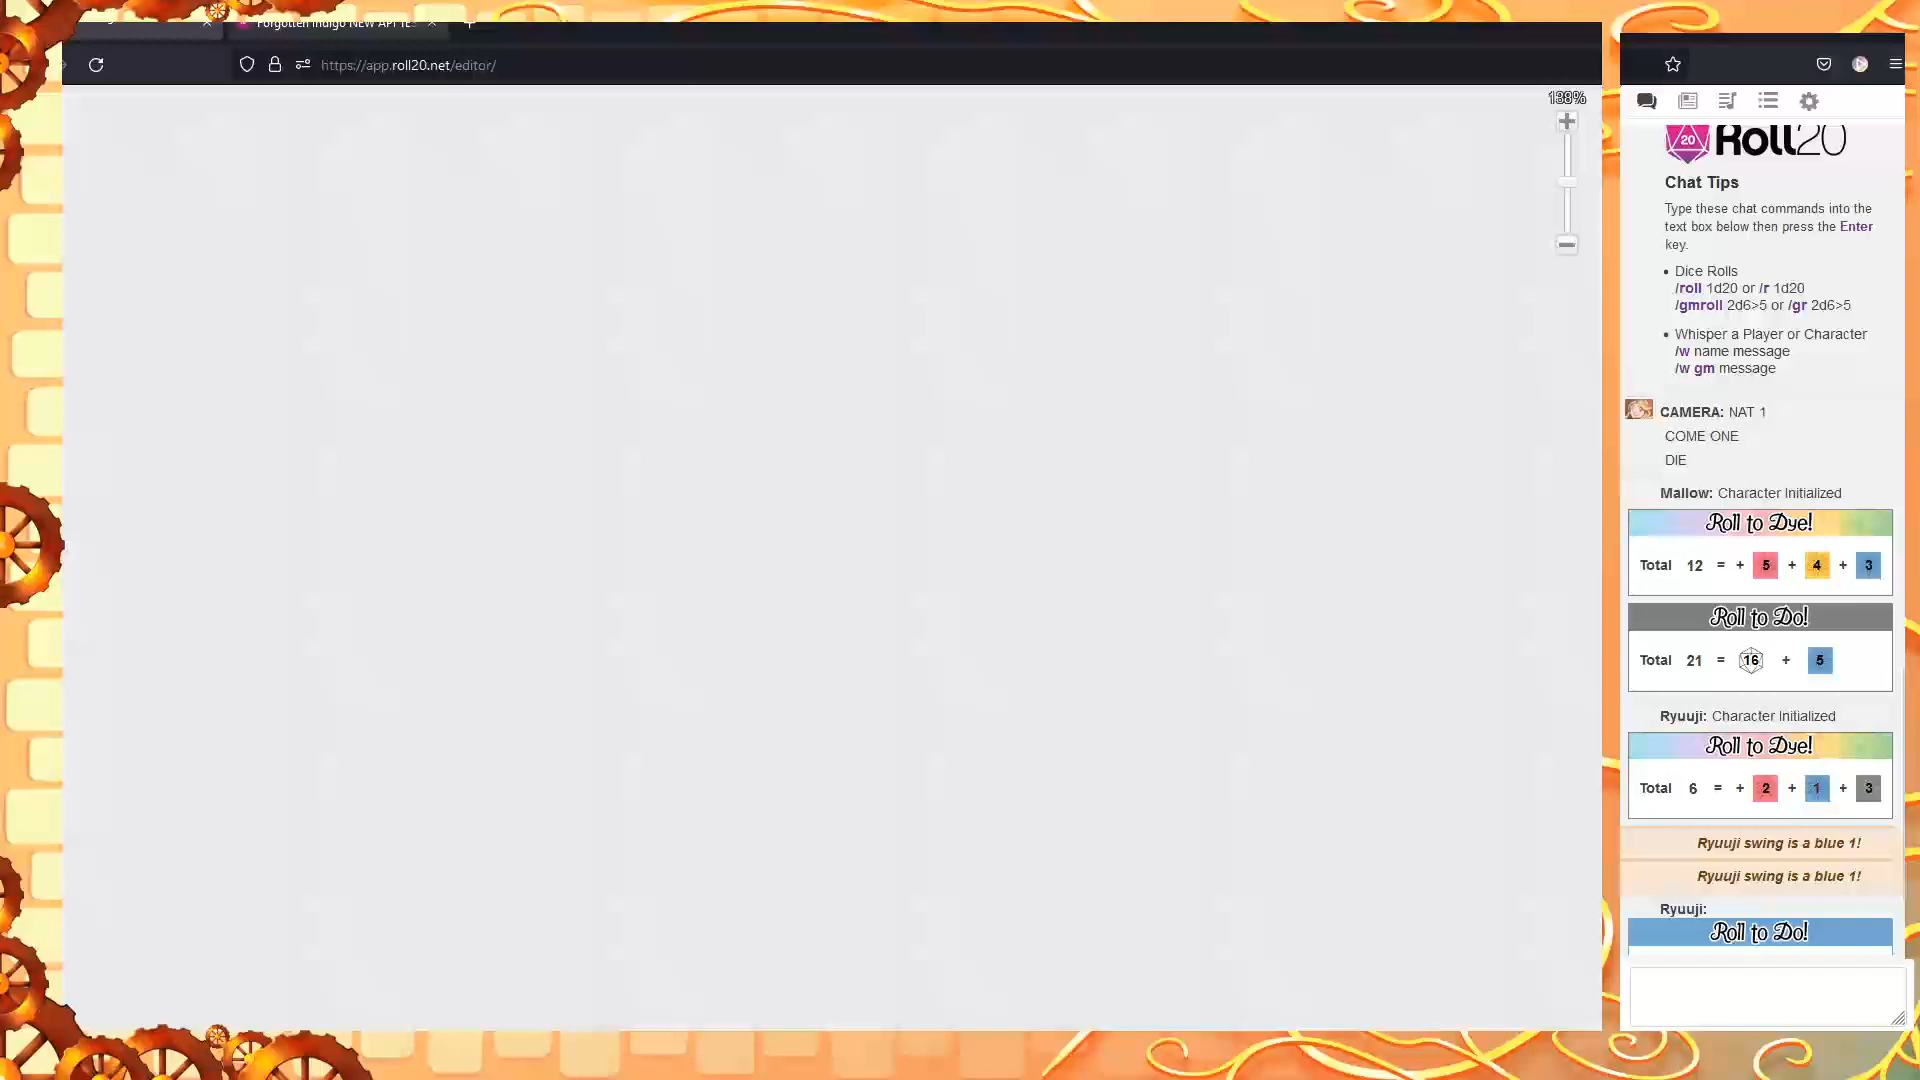 Forgotten Indigo NEW API TES
https://app.roll20.net/editor/
138%
20
Roll20
Chat Tips
Type these chat commands into the
text box below then press the Enter
key.
• Dice Rolls
/roll 1d20 or /r 1d20
/gmroll 2d6>5 or /gr 2d6>5
• Whisper a Player or Character
/w name message
/w gm message
CAMERA: NAT 1
COME ONE
DIE
Mallow: Character Initialized
Roll to Dye!
Total 12 = + 5 + 4 + 3
Roll to Do!
Total 21 = 16 + 5
Ryuuji: Character Initialized
Roll to Dye!
Total 6 = + 2 + 1 + 3
Ryuuji swing is a blue 1!
Ryuuji swing is a blue 1!
Ryuuji:
Roll to Do!